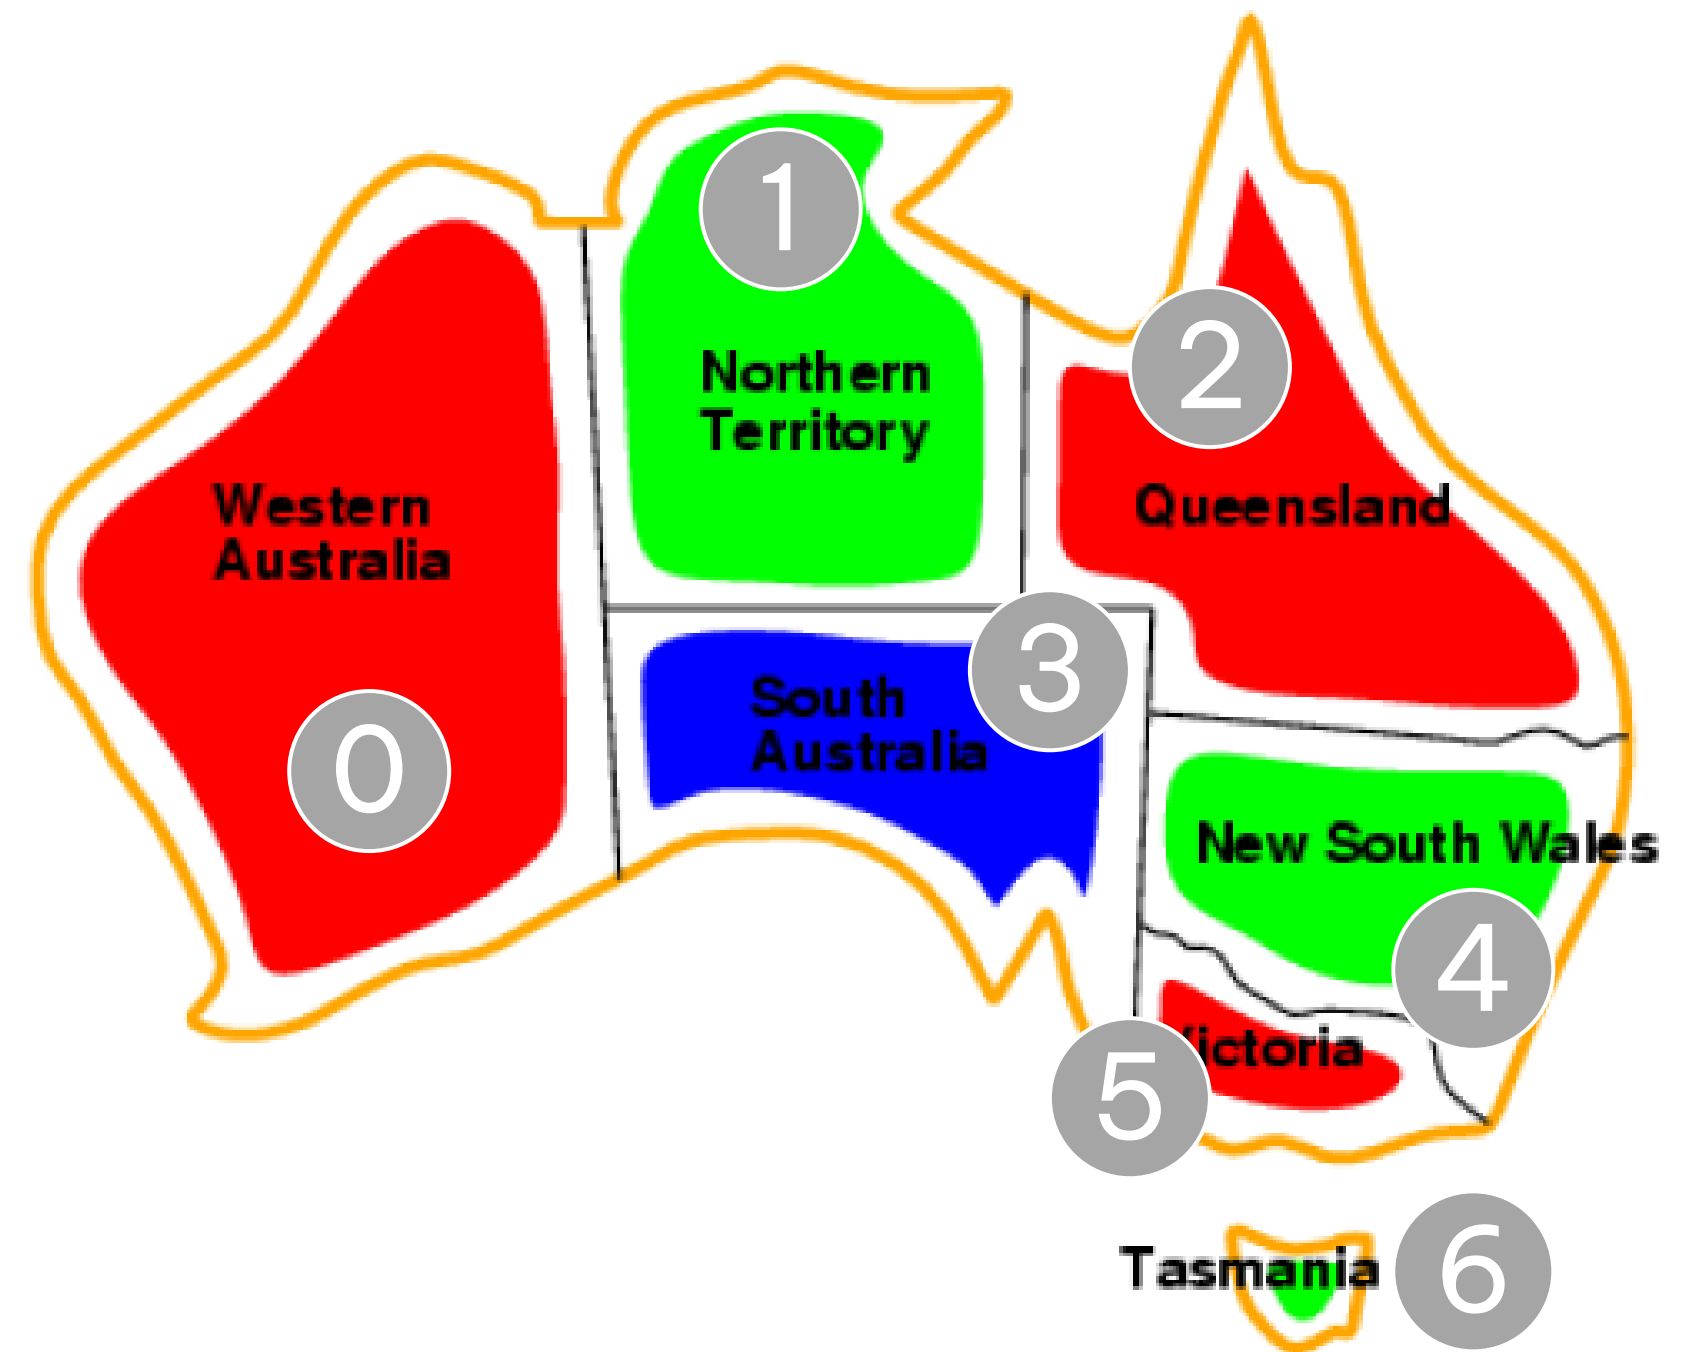 1
2
Northern
Territory
Western
Australia
Queensland
3
South
Australia
0
New South Wales
4
ictoria
5
Tasmania
6